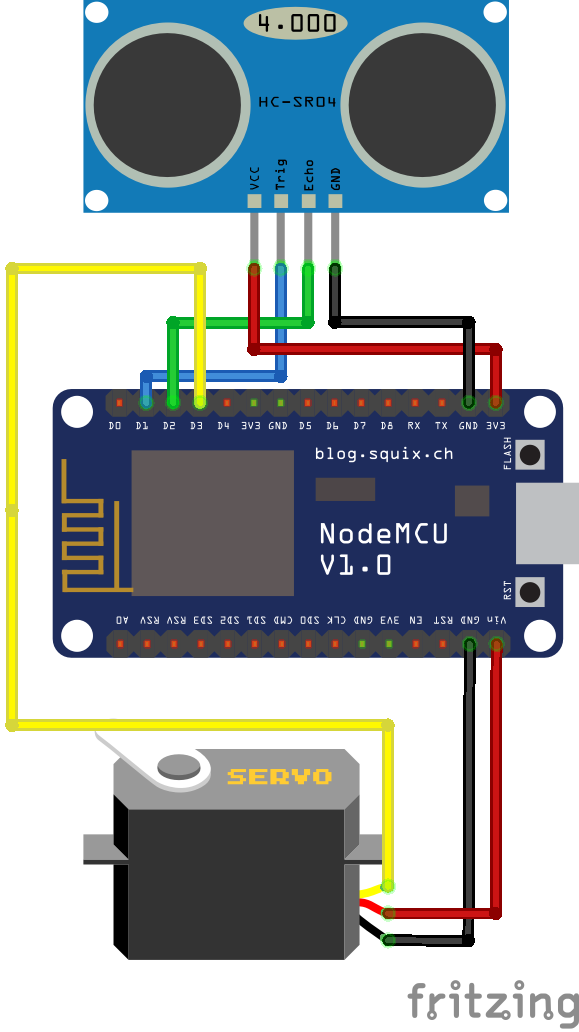 4.000
HC-SR04
VCC Trig Echo GND
D0 D1 D2 D3 D4 3V3 GND D5 D6 D7 D8 RX TX GND 3V3
blog.squix.ch
FLASH
NodeMCU
V1.0
RST
A0 RSV RSV SD3 SD2 SD1 CMD SD0 CLK GND 3V3 EN RST GND Vin
SERVO
fritzing